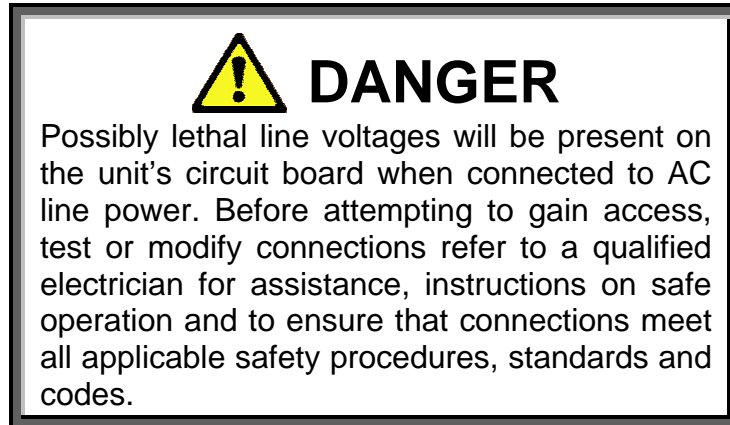 DANGER
Possibly lethal line voltages will be present on
the unit’s circuit board when connected to AC
line power. Before attempting to gain access,
test or modify connections refer to a qualified
electrician for assistance, instructions on safe
operation and to ensure that connections meet
all applicable safety procedures, standards and
codes.